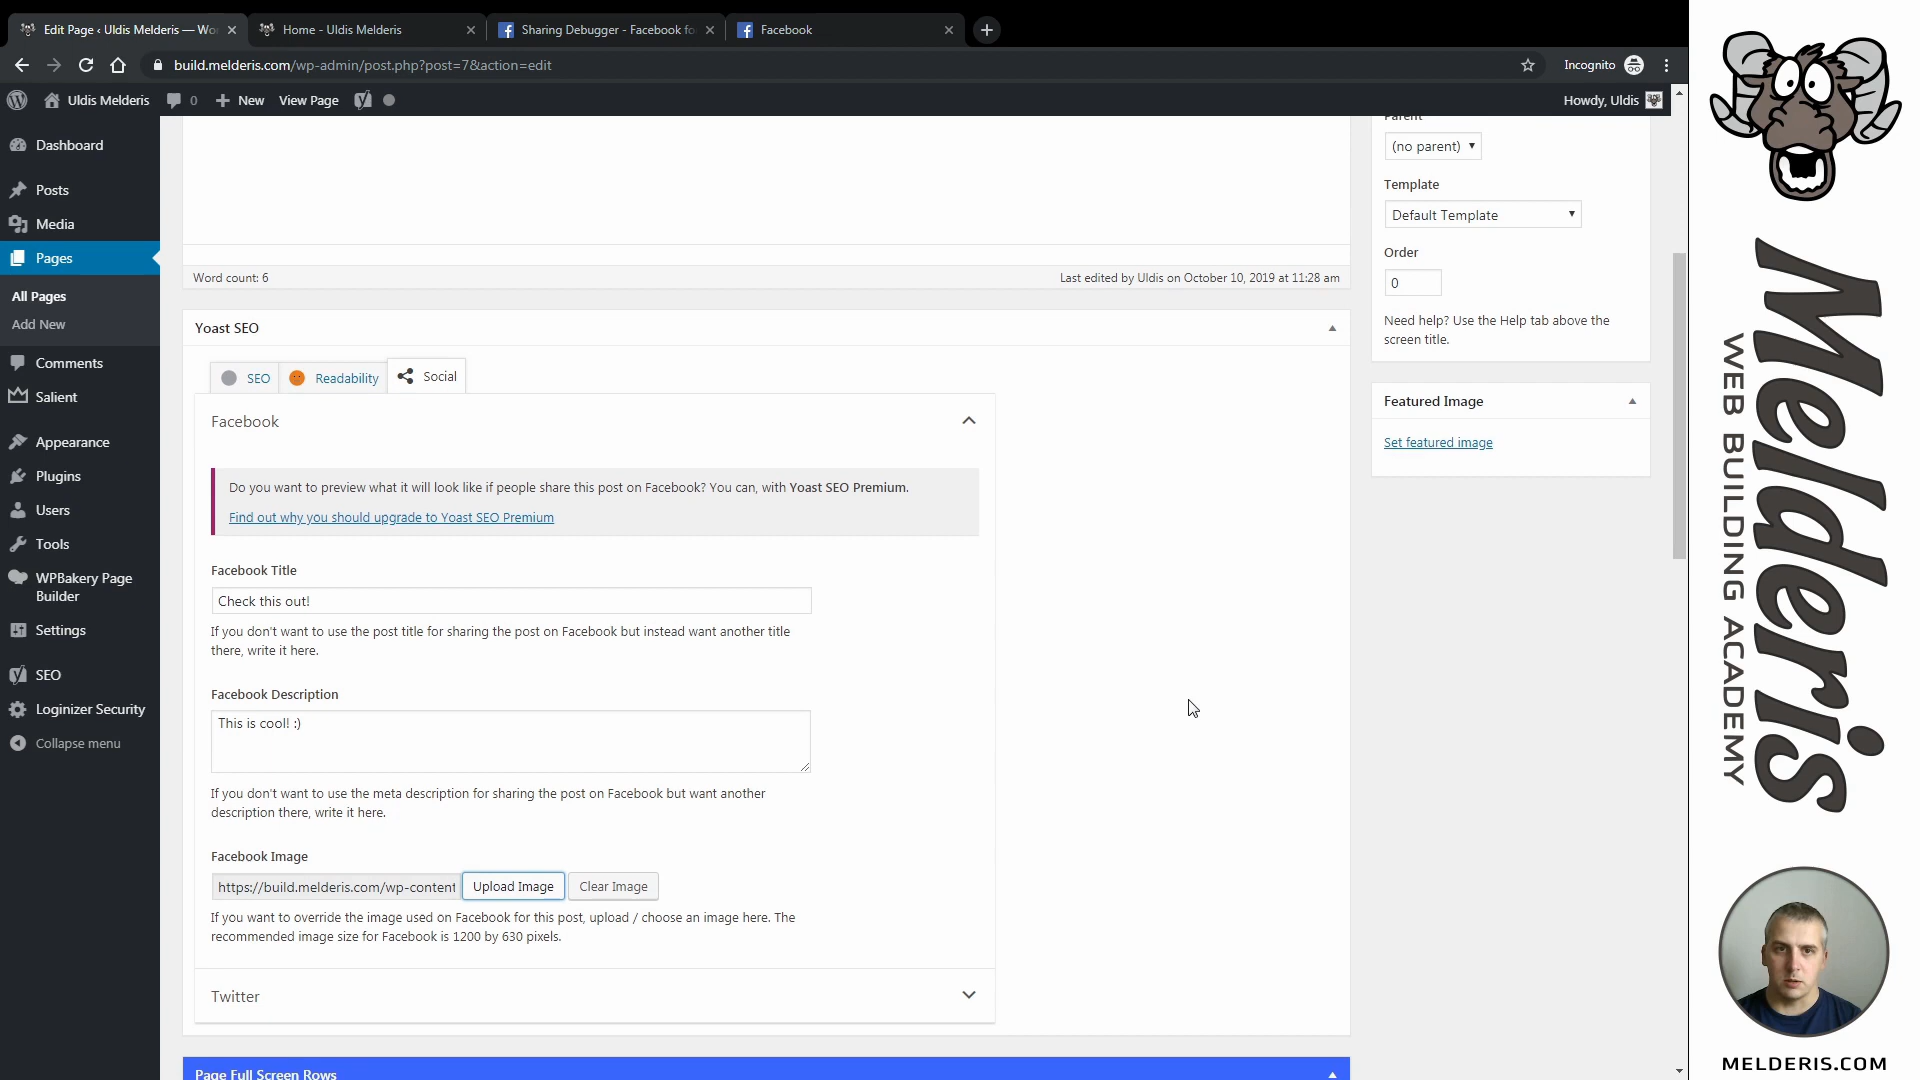 Edit Page ‹ Uldis Melderis — Wo
Home - Uldis Melderis
Sharing Debugger - Facebook fo
Facebook
build.melderis.com/wp-admin/post.php?post=7&action=edit
Incognito
Uldis Melderis
0
New
View Page
Howdy, Uldis
Dashboard
Posts
Media
Pages
All Pages
Add New
Comments
Salient
Appearance
Plugins
Users
Tools
WPBakery Page
Builder
Settings
SEO
Loginizer Security
Collapse menu
Word count: 6
Last edited by Uldis on October 10, 2019 at 11:28 am
Yoast SEO
SEO
Readability
Social
Facebook
Do you want to preview what it will look like if people share this post on Facebook? You can, with Yoast SEO Premium.
Find out why you should upgrade to Yoast SEO Premium
Facebook Title
Check this out!
If you don't want to use the post title for sharing the post on Facebook but instead want another title
there, write it here.
Facebook Description
This is cool! :)
If you don't want to use the meta description for sharing the post on Facebook but want another
description there, write it here.
Facebook Image
https://build.melderis.com/wp-content
Upload Image
Clear Image
If you want to override the image used on Facebook for this post, upload / choose an image here. The
recommended image size for Facebook is 1200 by 630 pixels.
Twitter
Page Full Screen Rows
Parent
(no parent)
Template
Default Template
Order
0
Need help? Use the Help tab above the
screen title.
Featured Image
Set featured image
Melderis
WEB BUILDING ACADEMY
MELDERIS.COM